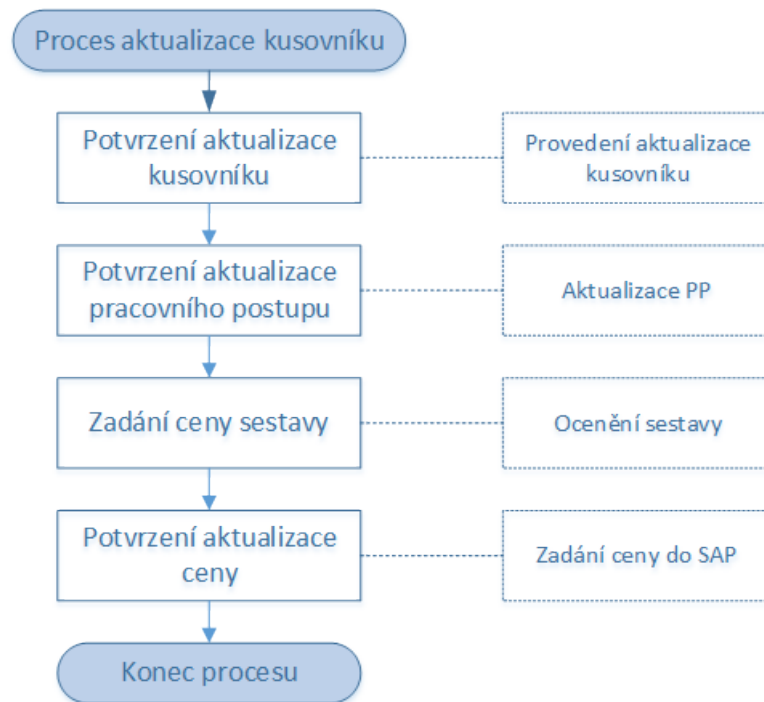 Proces aktualizace kusovníku
Potvrzení aktualizace
kusovníku
Provedení aktualizace
kusovníku
Potvrzení aktualizace
pracovního postupu
Aktualizace PP
Zadání ceny sestavy
Ocenění sestavy
Potvrzení aktualizace
ceny
Zadání ceny do SAP
Konec procesu